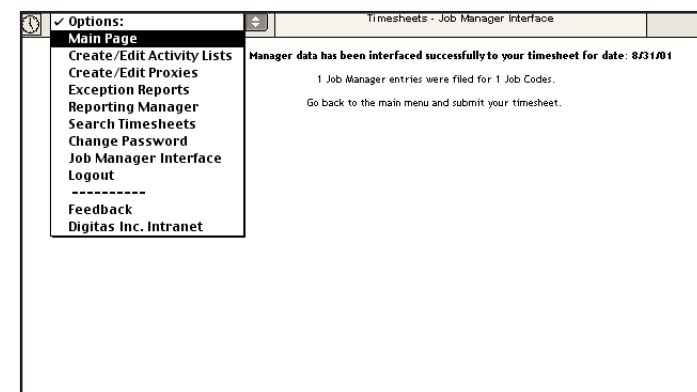 ✓ Options:
Timesheets - Job Manager Interface
Main Page
Create/Edit Activity Lists
Manager data has been interfaced successfully to your timesheet for date: 8/31/01
Create/Edit Proxies
1 Job Manager entries were filed for 1 Job Codes.
Exception Reports
Reporting Manager
Go back to the main menu and submit your timesheet.
Search Timesheets
Change Password
Job Manager Interface
Logout
----------
Feedback
Digitas Inc. Intranet